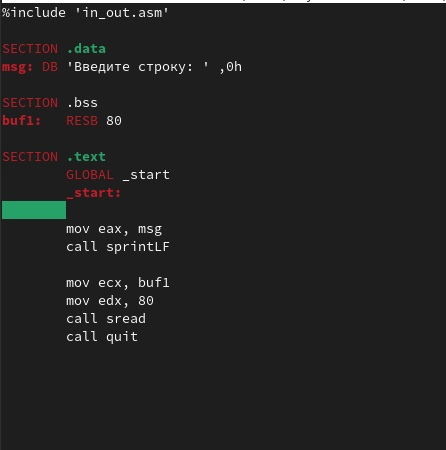 %include 'in_out.asm'
SECTION .data
msg: DB 'Введите строку: ' ,0h
SECTION .bss
buf1: RESB 80
SECTION .text
GLOBAL _start
_start:
mov eax, msg
call sprintLF
mov ecx, buf1
mov edx, 80
call sread
call quit